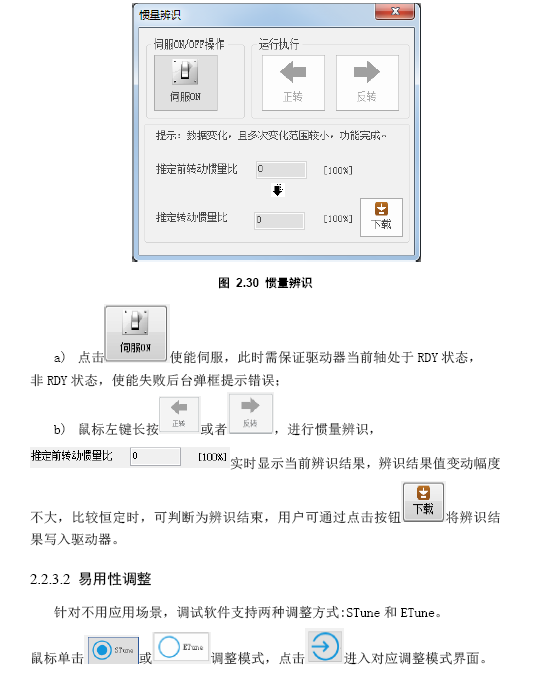 惯量辨识
伺服ON/OFF操作
运行执行
伺服ON
正转
反转
提示：数据变化，且多次变化范围较小，功能完成~
推定前转动惯量比 0 [100%]
推定转动惯量比 0 [100%]
下载
图 2.30 惯量辨识
a) 点击 伺服ON 使能伺服，此时需保证驱动器当前轴处于 RDY 状态，
非 RDY 状态，使能失败后台弹框提示错误；
b) 鼠标左键长按 正转 或者 反转 ，进行惯量辨识，
推定前转动惯量比 0 [100%] 实时显示当前辨识结果，辨识结果值变动幅度
不大，比较恒定时，可判断为辨识结束，用户可通过点击按钮 下载 将辨识结
果写入驱动器。
2.2.3.2 易用性调整
针对不用应用场景，调试软件支持两种调整方式:STune 和 ETune。
鼠标单击 STune 或 ETune 调整模式，点击 进入对应调整模式界面。